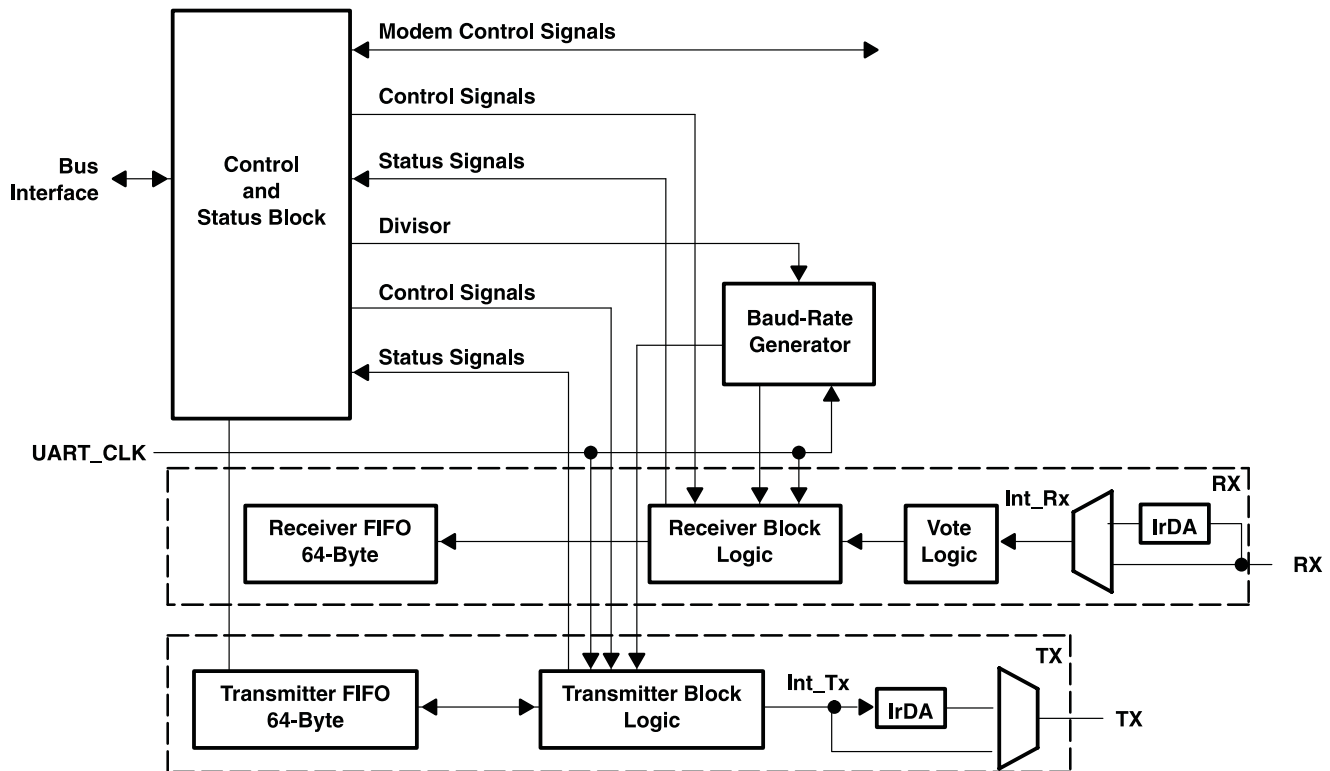 Modem Control Signals
Control Signals
Bus
Interface
Control
and
Status Block
Status Signals
Divisor
Control Signals
Baud-Rate
Generator
Status Signals
UART_CLK
RX
Int_Rx
Receiver FIFO
64-Byte
Receiver Block
Logic
Vote
Logic
IrDA
RX
TX
Transmitter FIFO
64-Byte
Transmitter Block
Logic
Int_Tx
IrDA
TX